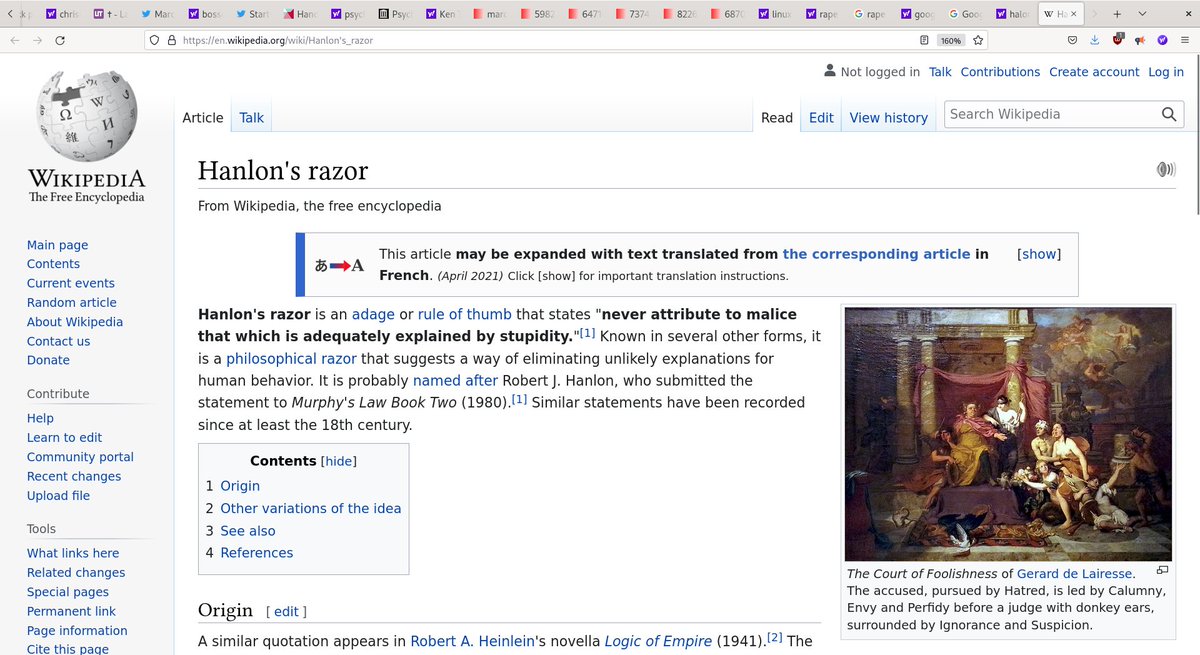 chris
Marc
boss
Start
Hand
psyc
Psyc
Ken
marc
5982
6471
7374
8226
6870
linux
rape
rape
goog
Goog
halo
https://en.wikipedia.org/wiki/Hanlon's_razor
160%
Not logged in Talk Contributions Create account Log in
Article Talk
Read Edit View history
Search Wikipedia
WIKIPEDIA
The Free Encyclopedia
Main page
Contents
Current events
Random article
About Wikipedia
Contact us
Donate
Contribute
Help
Learn to edit
Community portal
Recent changes
Upload file
Tools
What links here
Related changes
Special pages
Permanent link
Page information
Cite this page
Hanlon's razor
From Wikipedia, the free encyclopedia
あ A
This article may be expanded with text translated from the corresponding article in [show]
French. (April 2021) Click [show] for important translation instructions.
Hanlon's razor is an adage or rule of thumb that states "never attribute to malice
that which is adequately explained by stupidity."[1] Known in several other forms, it
is a philosophical razor that suggests a way of eliminating unlikely explanations for
human behavior. It is probably named after Robert J. Hanlon, who submitted the
statement to Murphy's Law Book Two (1980).[1] Similar statements have been recorded
since at least the 18th century.
Contents [hide]
1 Origin
2 Other variations of the idea
3 See also
4 References
Origin [ edit ]
A similar quotation appears in Robert A. Heinlein's novella Logic of Empire (1941).[2] The
The Court of Foolishness of Gerard de Lairesse.
The accused, pursued by Hatred, is led by Calumny,
Envy and Perfidy before a judge with donkey ears,
surrounded by Ignorance and Suspicion.